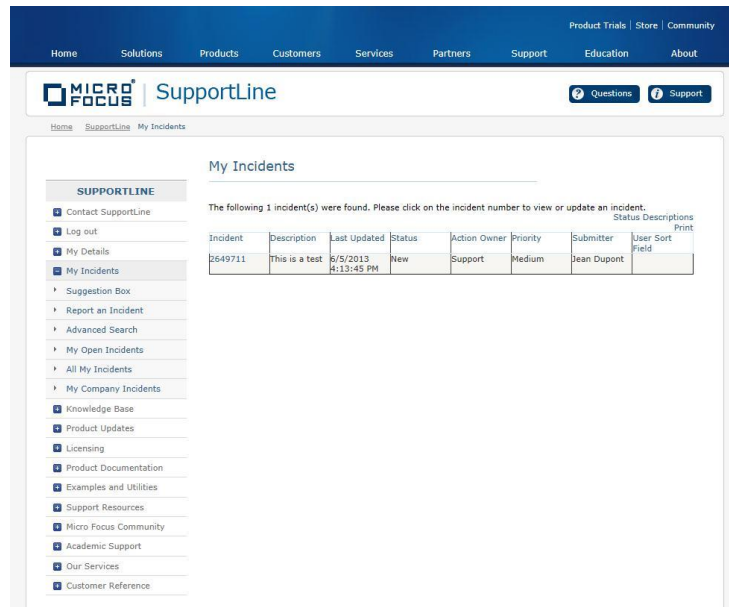 Product Trials | Store | Community
Home Solutions Products Customers Services Partners Support Education About
MICRO FOCUS® | SupportLine
? Questions i Support
Home SupportLine My Incidents
My Incidents
SUPPORTLINE
The following 1 incident(s) were found. Please click on the incident number to view or update an incident.
Status Descriptions
Print
Incident Description Last Updated Status Action Owner Priority Submitter User Sort Field
2649711 This is a test 6/5/2013 4:13:45 PM New Support Medium Jean Dupont
Contact SupportLine
Log out
My Details
My Incidents
Suggestion Box
Report an Incident
Advanced Search
My Open Incidents
All My Incidents
My Company Incidents
Knowledge Base
Product Updates
Licensing
Product Documentation
Examples and Utilities
Support Resources
Micro Focus Community
Academic Support
Our Services
Customer Reference